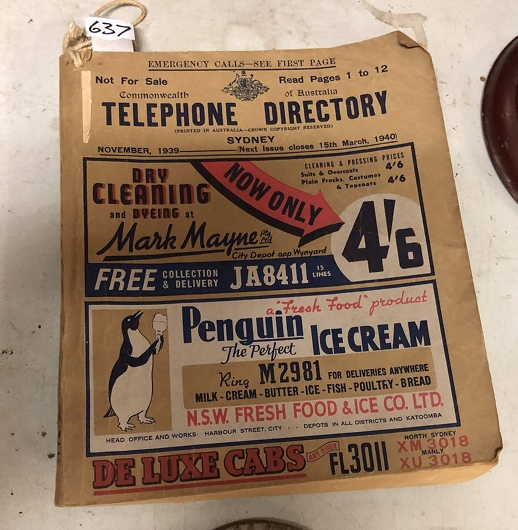 637
EMERGENCY CALLS—SEE FIRST PAGE
Not For Sale
Read Pages 1 to 12
Commonwealth of Australia
TELEPHONE DIRECTORY
(PRINTED IN AUSTRALIA—CROWN COPYRIGHT RESERVED)
SYDNEY
NOVEMBER, 1939 Next Issue closes 15th March, 1940)
DRY
CLEANING
and DYEING at
Mark Mayne Pty. Ltd.
City Depot opp. Wynyard
NOW ONLY
CLEANING & PRESSING PRICES
Suits & Overcoats 4/6
Plain Frocks, Costumes
& Topcoats 4/6
4/6
FREE COLLECTION & DELIVERY JA8411 15 LINES
a "Fresh Food" product
Penguin
The Perfect ICE CREAM
Ring M2981 FOR DELIVERIES ANYWHERE
MILK - CREAM - BUTTER - ICE - FISH - POULTRY - BREAD
N.S.W. FRESH FOOD & ICE CO. LTD.
HEAD OFFICE AND WORKS: HARBOUR STREET, CITY - - DEPOTS IN ALL DISTRICTS AND KATOOMBA
DE LUXE CABS ANY HOUR FL3011
NORTH SYDNEY
XM 3018
MANLY
XU 3018